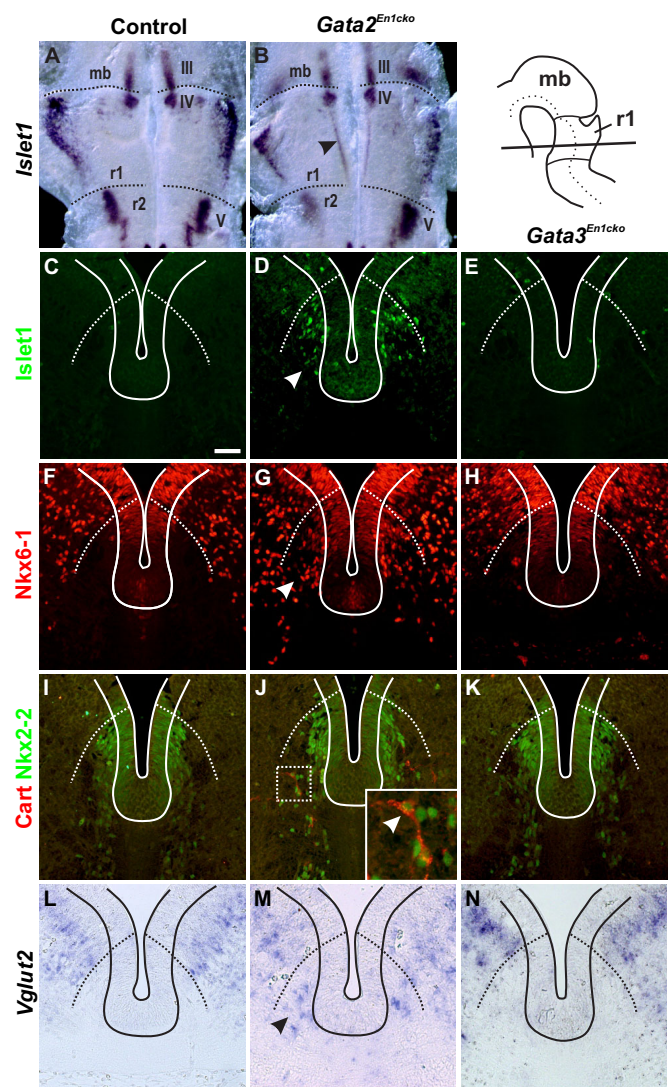 Control
Gata2En1cko
A
mb
III
IV
r1
r2
V
B
mb
III
IV
r1
r2
V
Islet1
mb
r1
Gata3En1cko
C
D
E
Islet1
F
G
H
Nkx6-1
I
J
K
Cart Nkx2-2
L
M
N
Vglut2